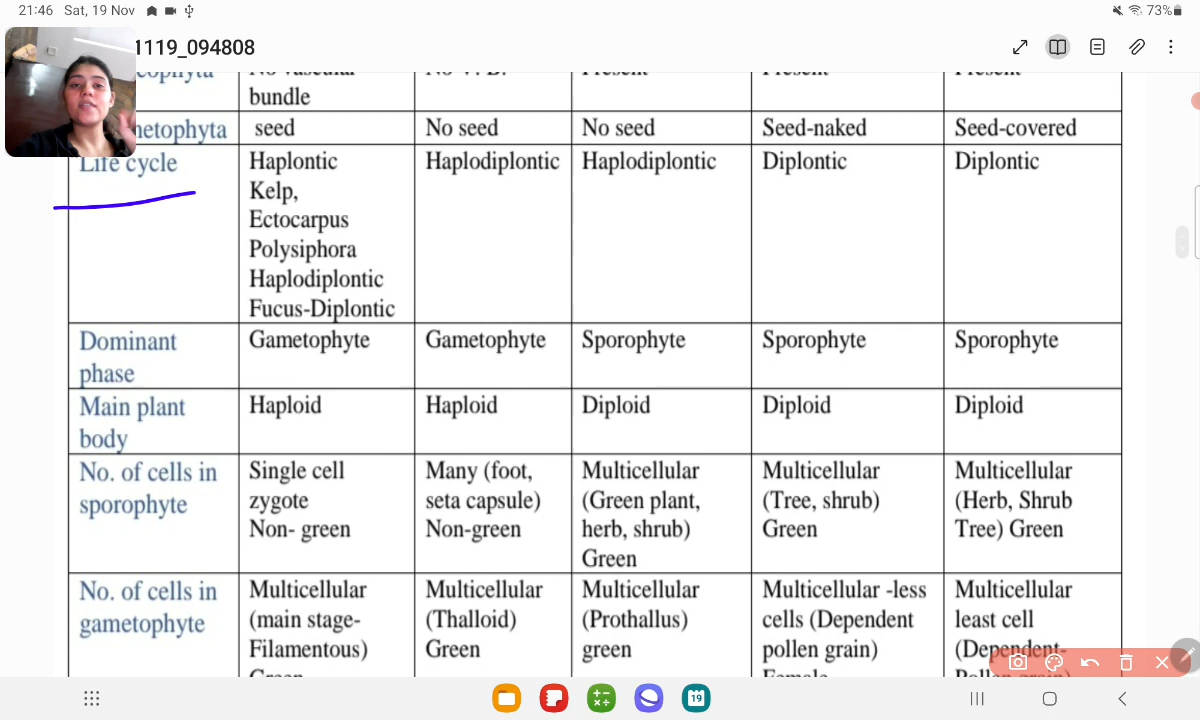 21:46 Sat, 19 Nov 73%
1119_094808
bundle
seed No seed No seed Seed-naked Seed-covered
Life cycle Haplontic Haplodiplontic Haplodiplontic Diplontic Diplontic
Kelp,
Ectocarpus
Polysiphora
Haplodiplontic
Fucus-Diplontic
Dominant Gametophyte Gametophyte Sporophyte Sporophyte Sporophyte
phase
Main plant Haploid Haploid Diploid Diploid Diploid
body
No. of cells in Single cell Many (foot, Multicellular Multicellular Multicellular
sporophyte zygote seta capsule) (Green plant, (Tree, shrub) (Herb, Shrub
Non- green Non-green herb, shrub) Green Tree) Green
Green
No. of cells in Multicellular Multicellular Multicellular Multicellular -less Multicellular
gametophyte (main stage- (Thalloid) (Prothallus) cells (Dependent least cell
Filamentous) Green green pollen grain) (Dependent-
19